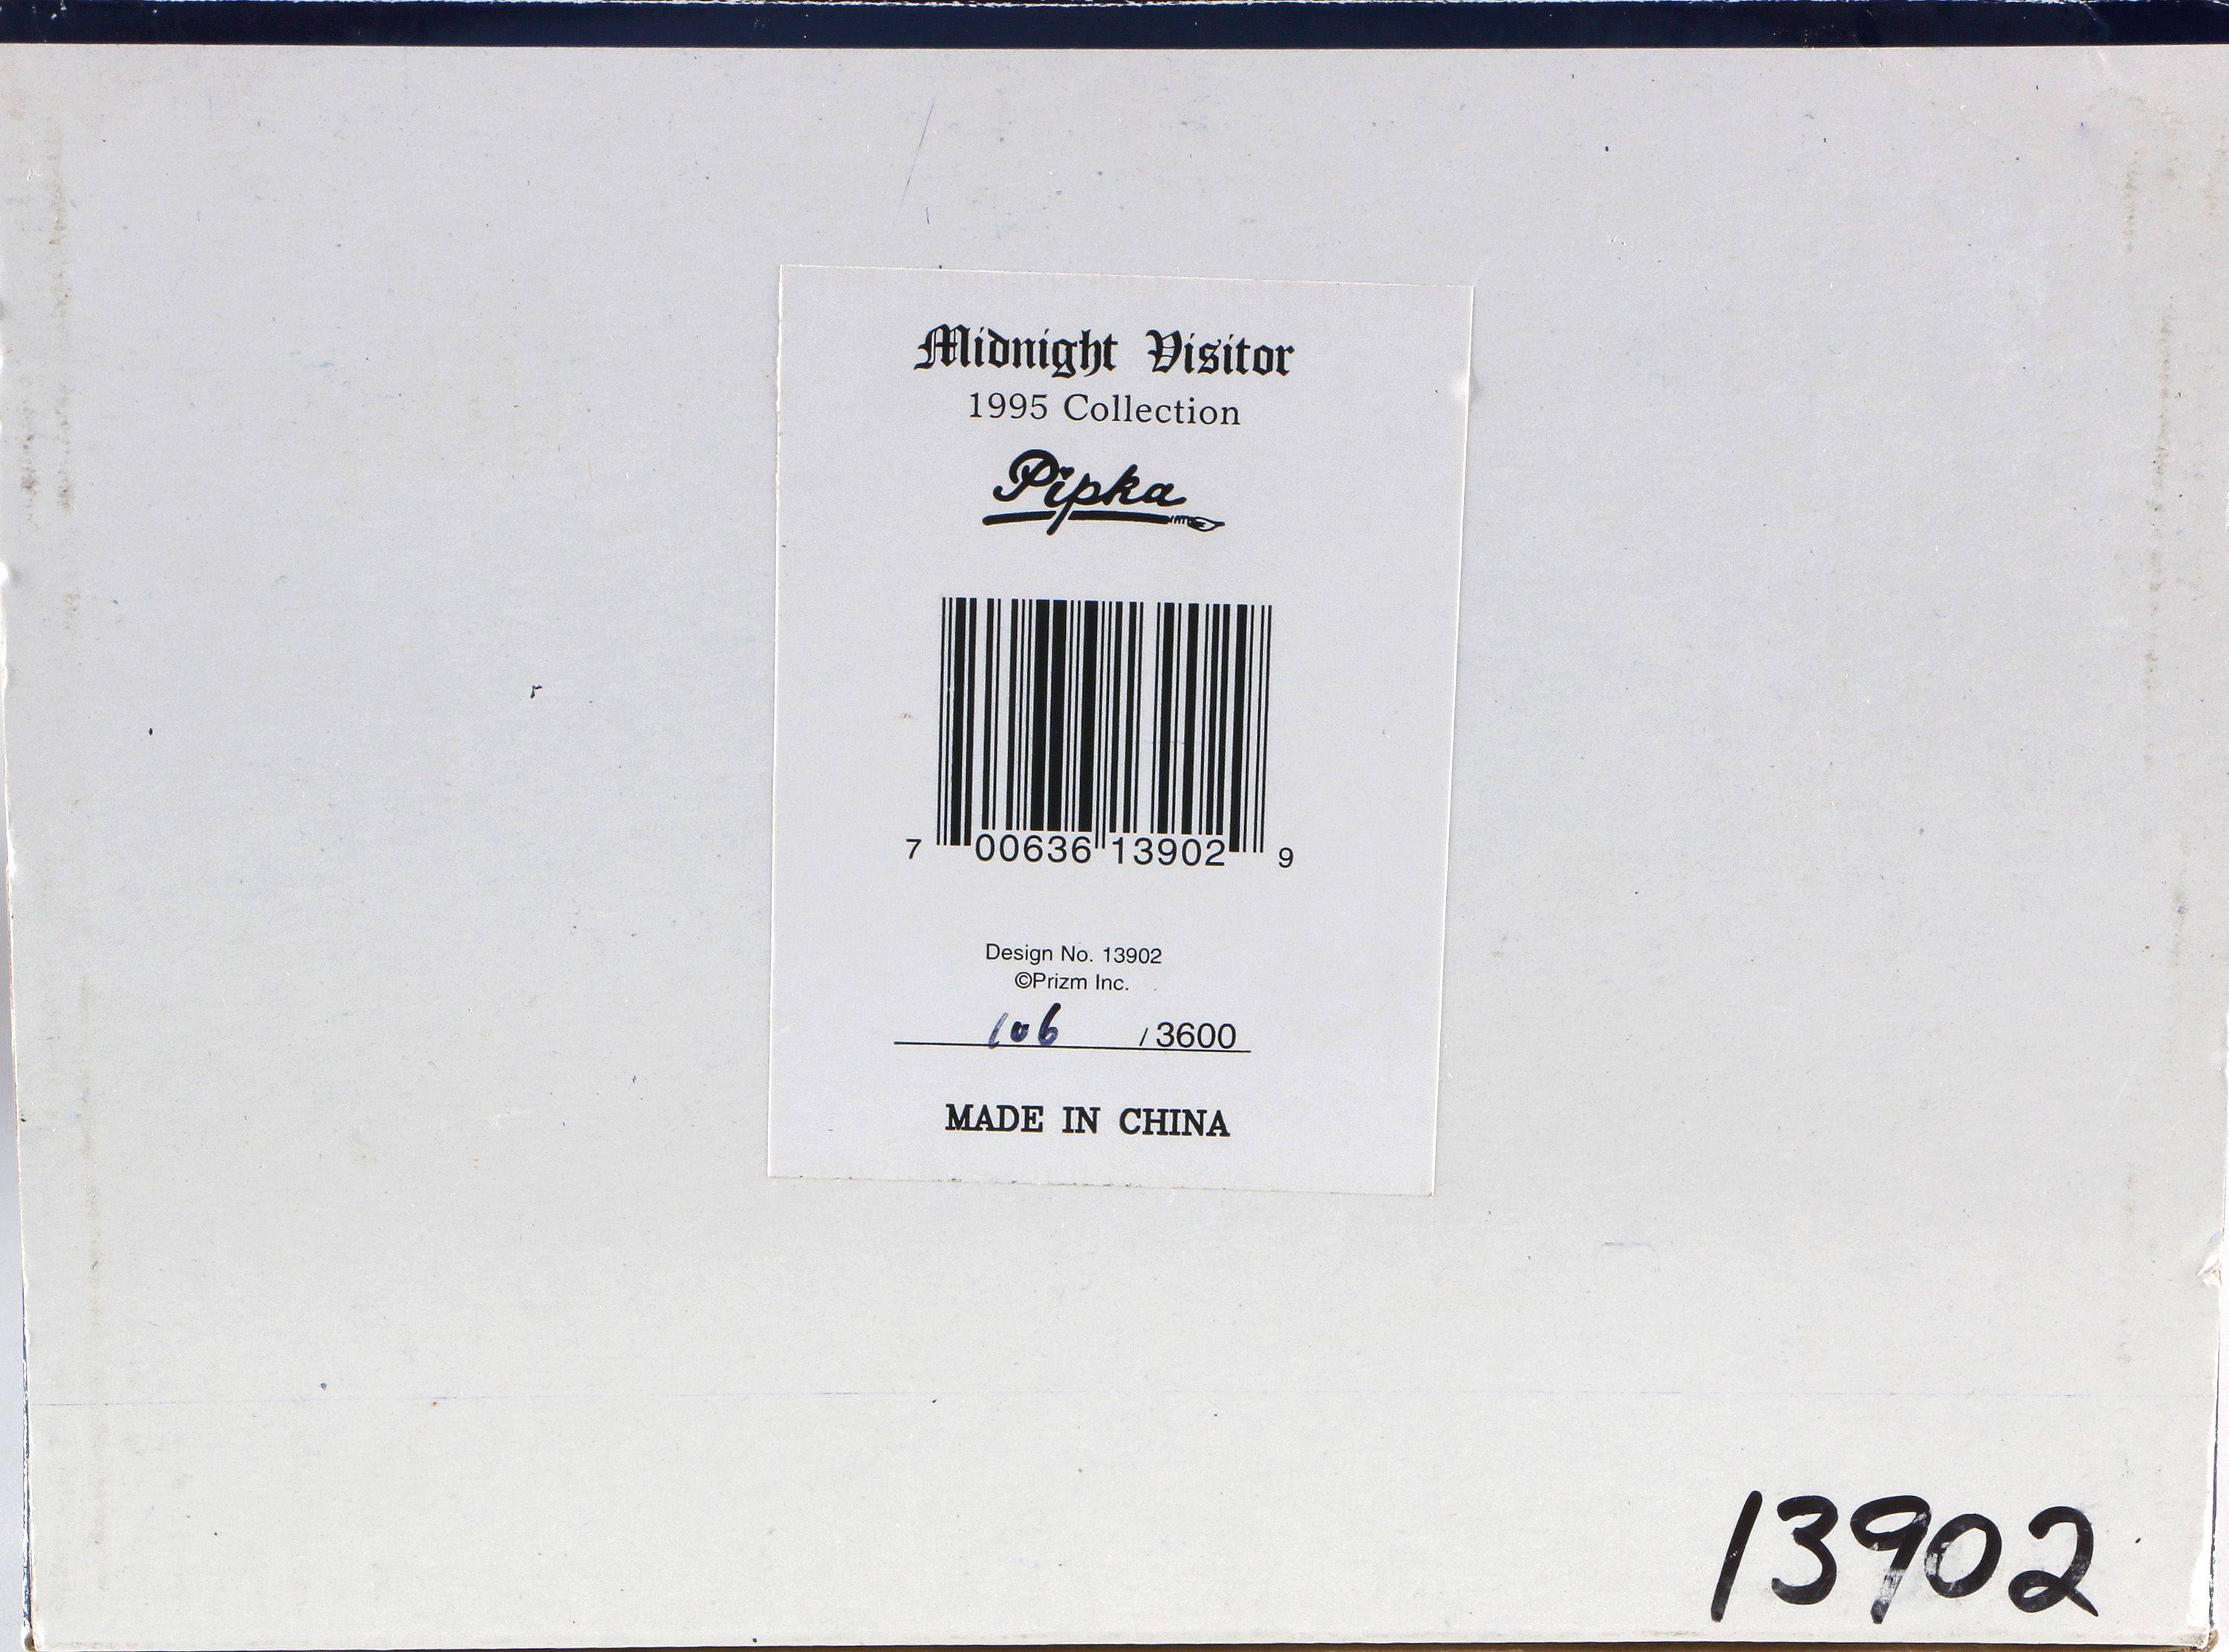 Midnight Visitor
1995 Collection
Pipka
7 00636 13902 9
Design No. 13902
©Prizm Inc.
106 / 3600
MADE IN CHINA
13902